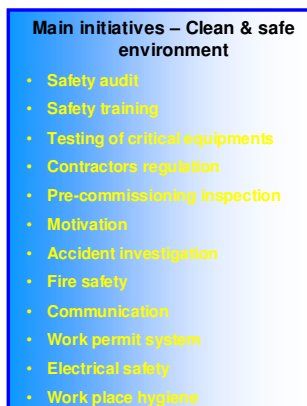 Main initiatives – Clean & safe
environment
• Safety audit
• Safety training
• Testing of critical equipments
• Contractors regulation
• Pre-commissioning inspection
• Motivation
• Accident investigation
• Fire safety
• Communication
• Work permit system
• Electrical safety
• Work place hygiene